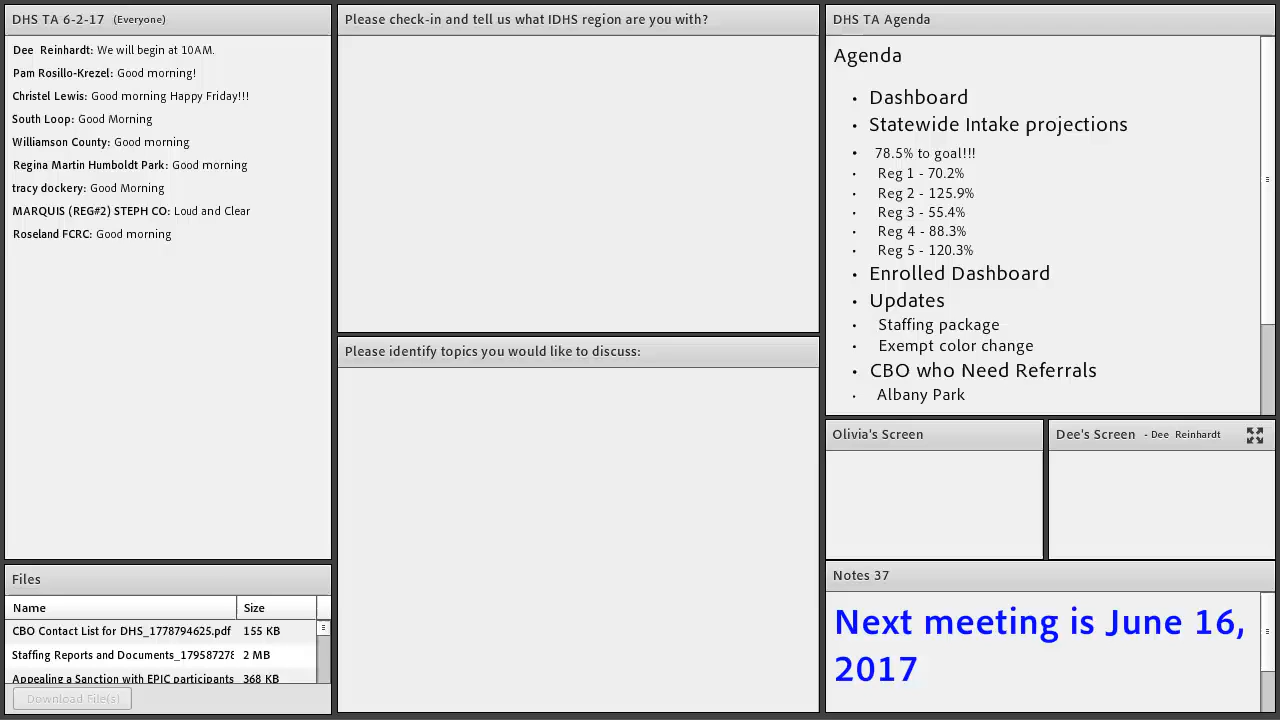 DHS TA 6-2-17 (Everyone)
Dee Reinhardt: We will begin at 10AM.
Pam Rosillo-Krezel: Good morning!
Christel Lewis: Good morning Happy Friday!!!
South Loop: Good Morning
Williamson County: Good morning
Regina Martin Humboldt Park: Good morning
tracy dockery: Good Morning
MARQUIS (REG#2) STEPH CO: Loud and Clear
Roseland FCRC: Good morning
Files
Name Size
CBO Contact List for DHS_1778794625.pdf 155 KB
Staffing Reports and Documents_179587278 2 MB
Appealing a Sanction with EPIC participants 368 KB
Download File(s)
Please check-in and tell us what IDHS region are you with?
Please identify topics you would like to discuss:
DHS TA Agenda
Agenda
• Dashboard
• Statewide Intake projections
• 78.5% to goal!!!
• Reg 1 - 70.2%
• Reg 2 - 125.9%
• Reg 3 - 55.4%
• Reg 4 - 88.3%
• Reg 5 - 120.3%
• Enrolled Dashboard
• Updates
• Staffing package
• Exempt color change
• CBO who Need Referrals
• Albany Park
Olivia's Screen
Dee's Screen - Dee Reinhardt
Notes 37
Next meeting is June 16,
2017